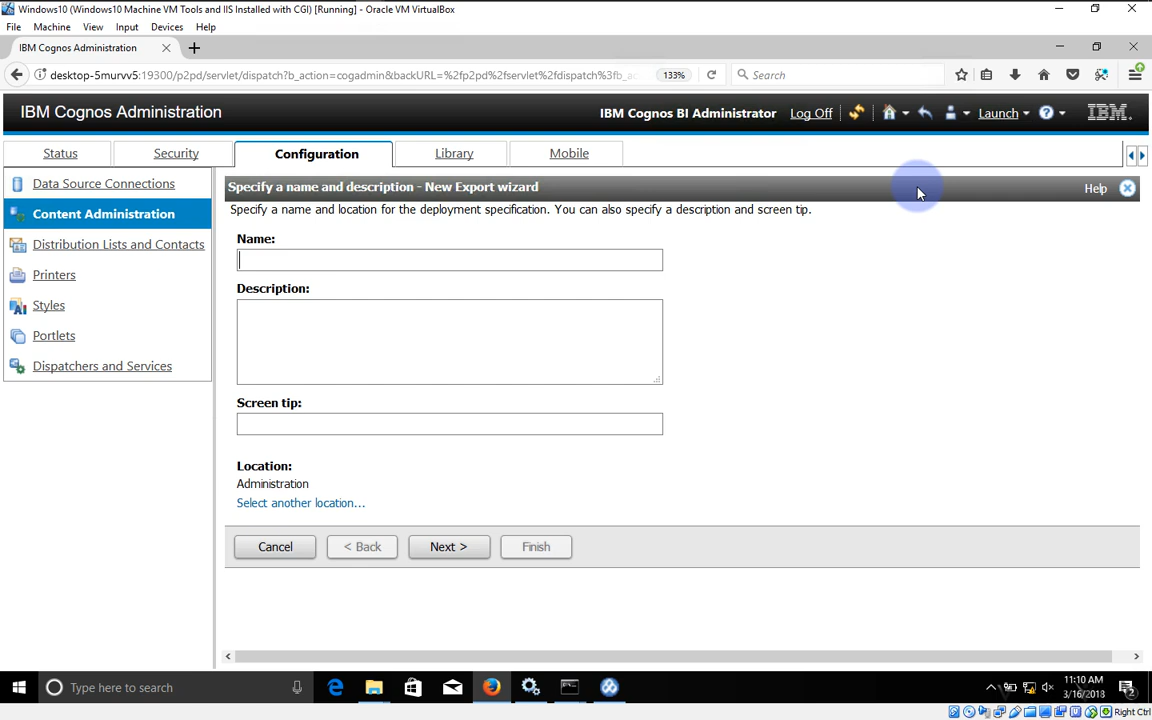 Windows10 (Windows10 Machine VM Tools and IIS Installed with CGI) [Running] - Oracle VM VirtualBox
File Machine View Input Devices Help
IBM Cognos Administration
desktop-5murvv5:19300/p2pd/servlet/dispatch?b_action=cogadmin&backURL=%2fp2pd%2fservlet%2fdispatch%3fb_ac
133%
Search
IBM Cognos Administration
IBM Cognos BI Administrator
Log Off
Launch
IBM.
Status
Security
Configuration
Library
Mobile
Data Source Connections
Content Administration
Distribution Lists and Contacts
Printers
Styles
Portlets
Dispatchers and Services
Specify a name and description - New Export wizard
Help
Specify a name and location for the deployment specification. You can also specify a description and screen tip.
Name:
Description:
Screen tip:
Location:
Administration
Select another location...
Cancel
< Back
Next >
Finish
Type here to search
11:10 AM
3/16/2018
2
Right Ctrl